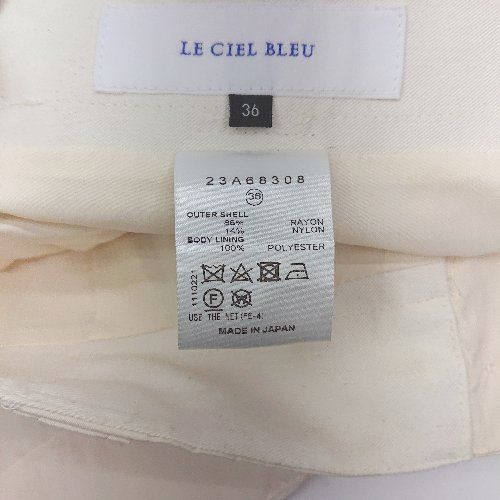 LE CIEL BLEU
36
23A68308
36
OUTER SHELL
86% RAYON
14% NYLON
BODY LINING
100% POLYESTER
F
1110221
USE THE NET(FE-4)
MADE IN JAPAN